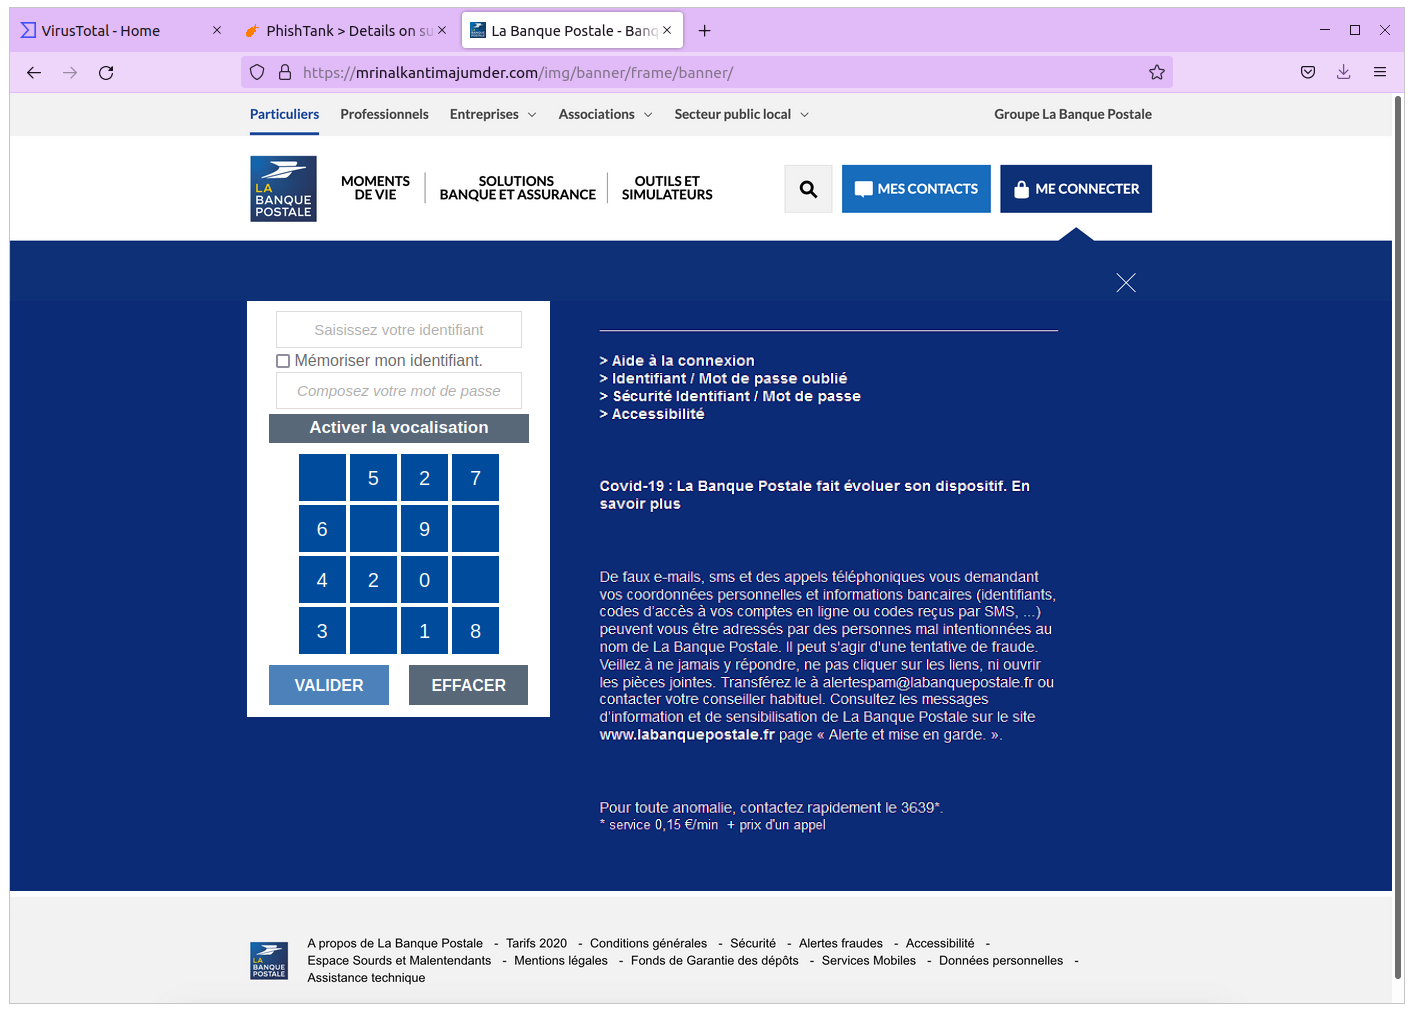 VirusTotal - Home
PhishTank > Details on su
La Banque Postale - Banq
https://mrinalkantimajumder.com/img/banner/frame/banner/
Particuliers Professionnels Entreprises Associations Secteur public local Groupe La Banque Postale
LA
BANQUE
POSTALE
MOMENTS
DE VIE
SOLUTIONS
BANQUE ET ASSURANCE
OUTILS ET
SIMULATEURS
MES CONTACTS
ME CONNECTER
Saisissez votre identifiant
Mémoriser mon identifiant.
Composez votre mot de passe
Activer la vocalisation
5 2 7
6 9
4 2 0
3 1 8
VALIDER EFFACER
> Aide à la connexion
> Identifiant / Mot de passe oublié
> Sécurité Identifiant / Mot de passe
> Accessibilité
Covid-19 : La Banque Postale fait évoluer son dispositif. En
savoir plus
De faux e-mails, sms et des appels téléphoniques vous demandant
vos coordonnées personnelles et informations bancaires (identifiants,
codes d'accès à vos comptes en ligne ou codes reçus par SMS, ...)
peuvent vous être adressés par des personnes mal intentionnées au
nom de La Banque Postale. Il peut s'agir d'une tentative de fraude.
Veillez à ne jamais y répondre, ne pas cliquer sur les liens, ni ouvrir
les pièces jointes. Transférez le à alertespam@labanquepostale.fr ou
contacter votre conseiller habituel. Consultez les messages
d'information et de sensibilisation de La Banque Postale sur le site
www.labanquepostale.fr page « Alerte et mise en garde. ».
Pour toute anomalie, contactez rapidement le 3639*.
* service 0,15 €/min + prix d'un appel
LA
BANQUE
POSTALE
A propos de La Banque Postale - Tarifs 2020 - Conditions générales - Sécurité - Alertes fraudes - Accessibilité -
Espace Sourds et Malentendants - Mentions légales - Fonds de Garantie des dépôts - Services Mobiles - Données personnelles -
Assistance technique